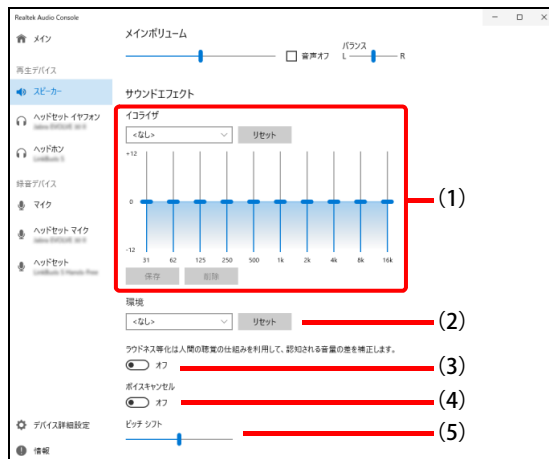 Realtek Audio Console
メイン
再生デバイス
スピーカー
ヘッドセット イヤフォン
ヘッドホン
録音デバイス
マイク
ヘッドセット マイク
ヘッドセット
デバイス詳細設定
情報
メインボリューム
音声オフ
バランス
L R
サウンドエフェクト
イコライザ
<なし> リセット
+12
0
-12
31 62 125 250 500 1k 2k 4k 8k 16k
保存 削除
(1)
環境
<なし> リセット
(2)
ラウドネス等化は人間の聴覚の仕組みを利用して、認知される音量の差を補正します。
オフ
(3)
ボイスキャンセル
オフ
(4)
ピッチ シフト
(5)